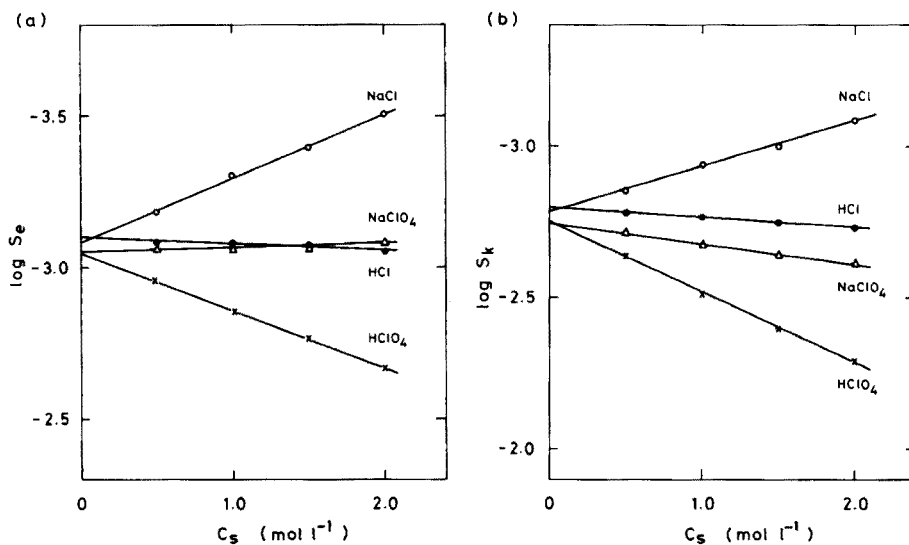 (a)
-3.5
-3.0
-2.5
log Se
NaCl
NaClO4
HCl
HClO4
0
1.0
2.0
Cs (mol l⁻¹)
(b)
-3.0
-2.5
-2.0
log Sk
NaCl
HCl
NaClO4
HClO4
0
1.0
2.0
Cs (mol l⁻¹)